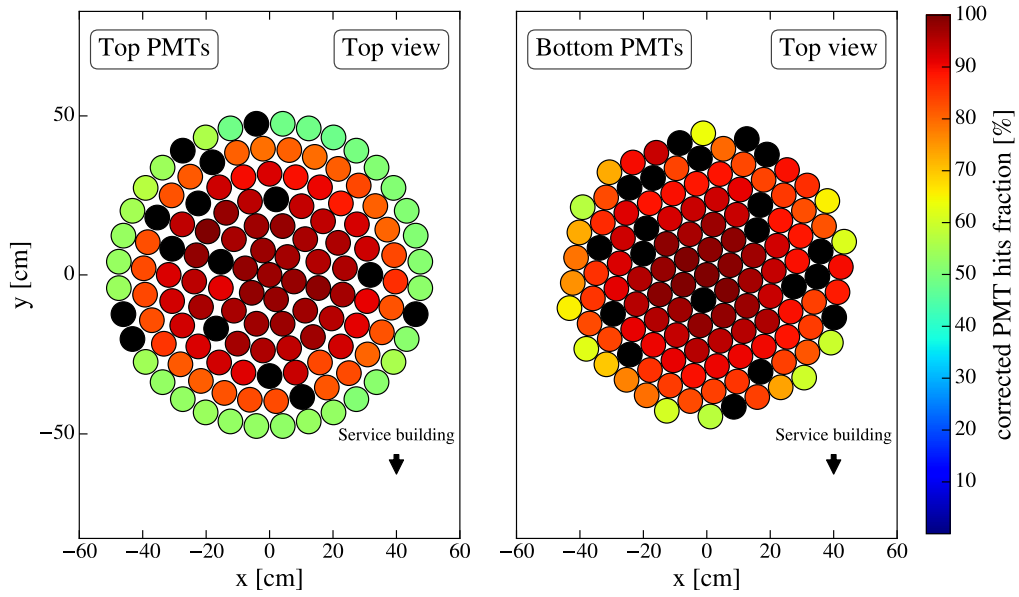 Top PMTs
Top view
Bottom PMTs
Top view
50
0
−50
y [cm]
Service building
Service building
−60
−40
−20
0
20
40
60
x [cm]
−60
−40
−20
0
20
40
60
x [cm]
100
90
80
70
60
50
40
30
20
10
corrected PMT hits fraction [%]